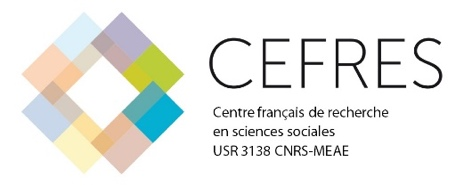 CEFRES
Centre français de recherche
en sciences sociales
USR 3138 CNRS-MEAE